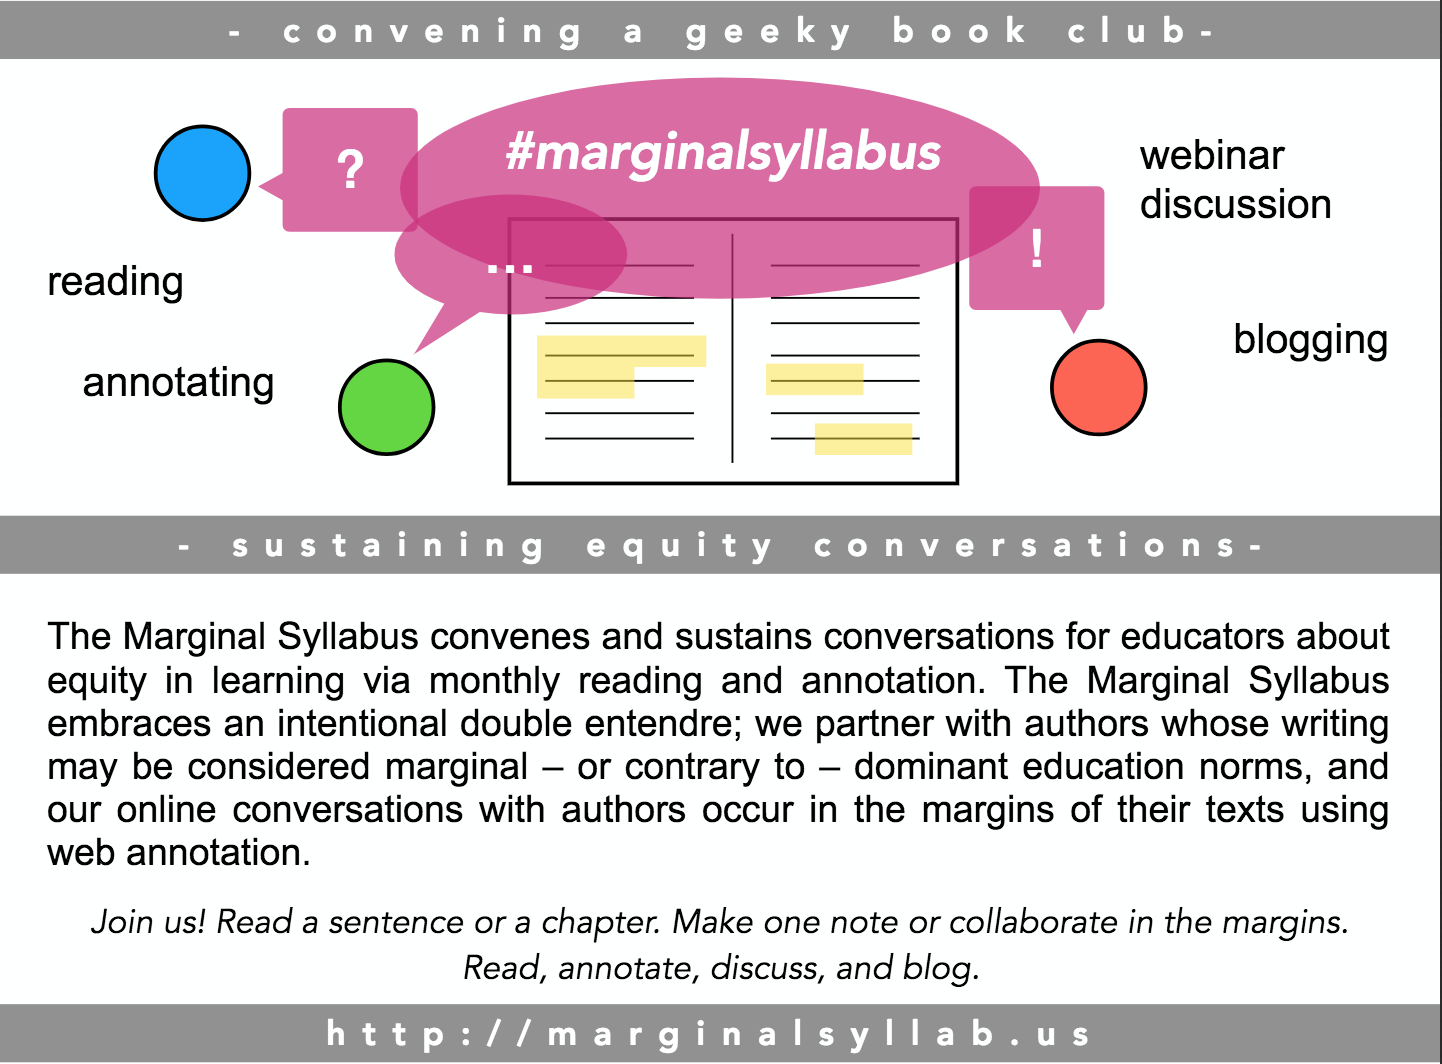 - convening a geeky book club-
#marginalsyllabus
?
webinar
discussion
...
!
reading
blogging
annotating
- sustaining equity conversations-
The Marginal Syllabus convenes and sustains conversations for educators about
equity in learning via monthly reading and annotation. The Marginal Syllabus
embraces an intentional double entendre; we partner with authors whose writing
may be considered marginal – or contrary to – dominant education norms, and
our online conversations with authors occur in the margins of their texts using
web annotation.
Join us! Read a sentence or a chapter. Make one note or collaborate in the margins.
Read, annotate, discuss, and blog.
http://marginalsyllab.us